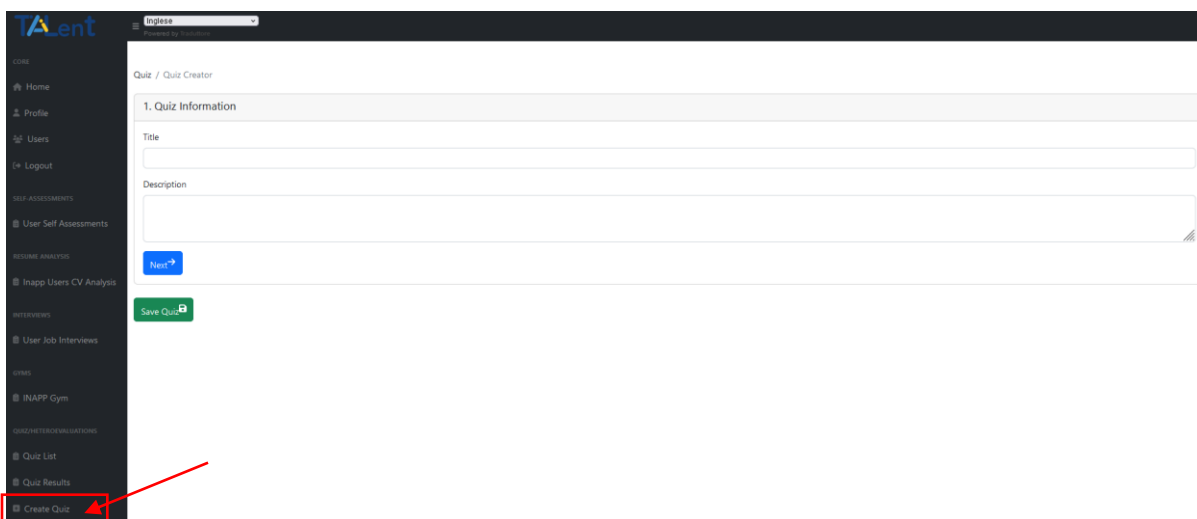 TALent
Inglese
Powered by Traduttore
CORE
Home
Profile
Users
Logout
SELF-ASSESSMENTS
User Self Assessments
RESUME ANALYSIS
Inapp Users CV Analysis
INTERVIEWS
User Job Interviews
GYMS
INAPP Gym
QUIZ/HETEROEVALUATIONS
Quiz List
Quiz Results
Create Quiz
Quiz / Quiz Creator
1. Quiz Information
Title
Description
Next
Save Quiz